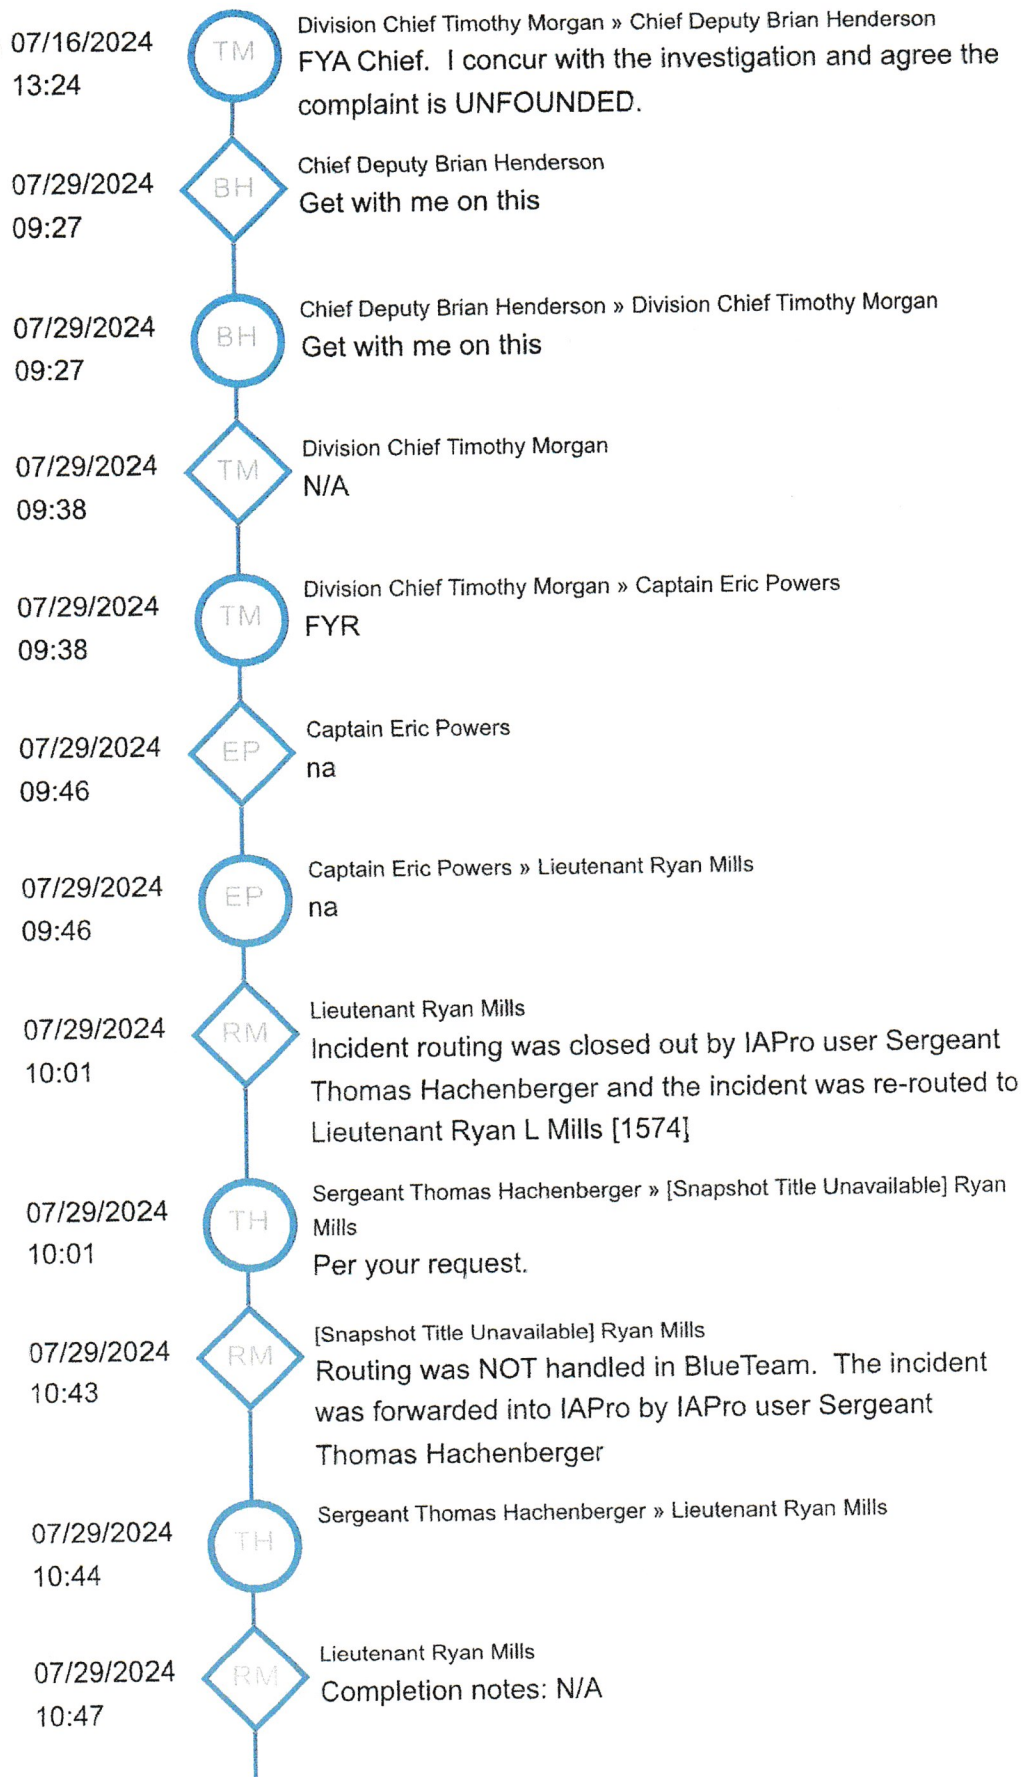 07/16/2024
13:24
TM
Division Chief Timothy Morgan » Chief Deputy Brian Henderson
FYA Chief.  I concur with the investigation and agree the
complaint is UNFOUNDED.
07/29/2024
09:27
BH
Chief Deputy Brian Henderson
Get with me on this
07/29/2024
09:27
BH
Chief Deputy Brian Henderson » Division Chief Timothy Morgan
Get with me on this
07/29/2024
09:38
TM
Division Chief Timothy Morgan
N/A
07/29/2024
09:38
TM
Division Chief Timothy Morgan » Captain Eric Powers
FYR
07/29/2024
09:46
EP
Captain Eric Powers
na
07/29/2024
09:46
EP
Captain Eric Powers » Lieutenant Ryan Mills
na
07/29/2024
10:01
RM
Lieutenant Ryan Mills
Incident routing was closed out by IAPro user Sergeant
Thomas Hachenberger and the incident was re-routed to
Lieutenant Ryan L Mills [1574]
07/29/2024
10:01
TH
Sergeant Thomas Hachenberger » [Snapshot Title Unavailable] Ryan
Mills
Per your request.
07/29/2024
10:43
RM
[Snapshot Title Unavailable] Ryan Mills
Routing was NOT handled in BlueTeam.  The incident
was forwarded into IAPro by IAPro user Sergeant
Thomas Hachenberger
07/29/2024
10:44
TH
Sergeant Thomas Hachenberger » Lieutenant Ryan Mills
07/29/2024
10:47
RM
Lieutenant Ryan Mills
Completion notes: N/A